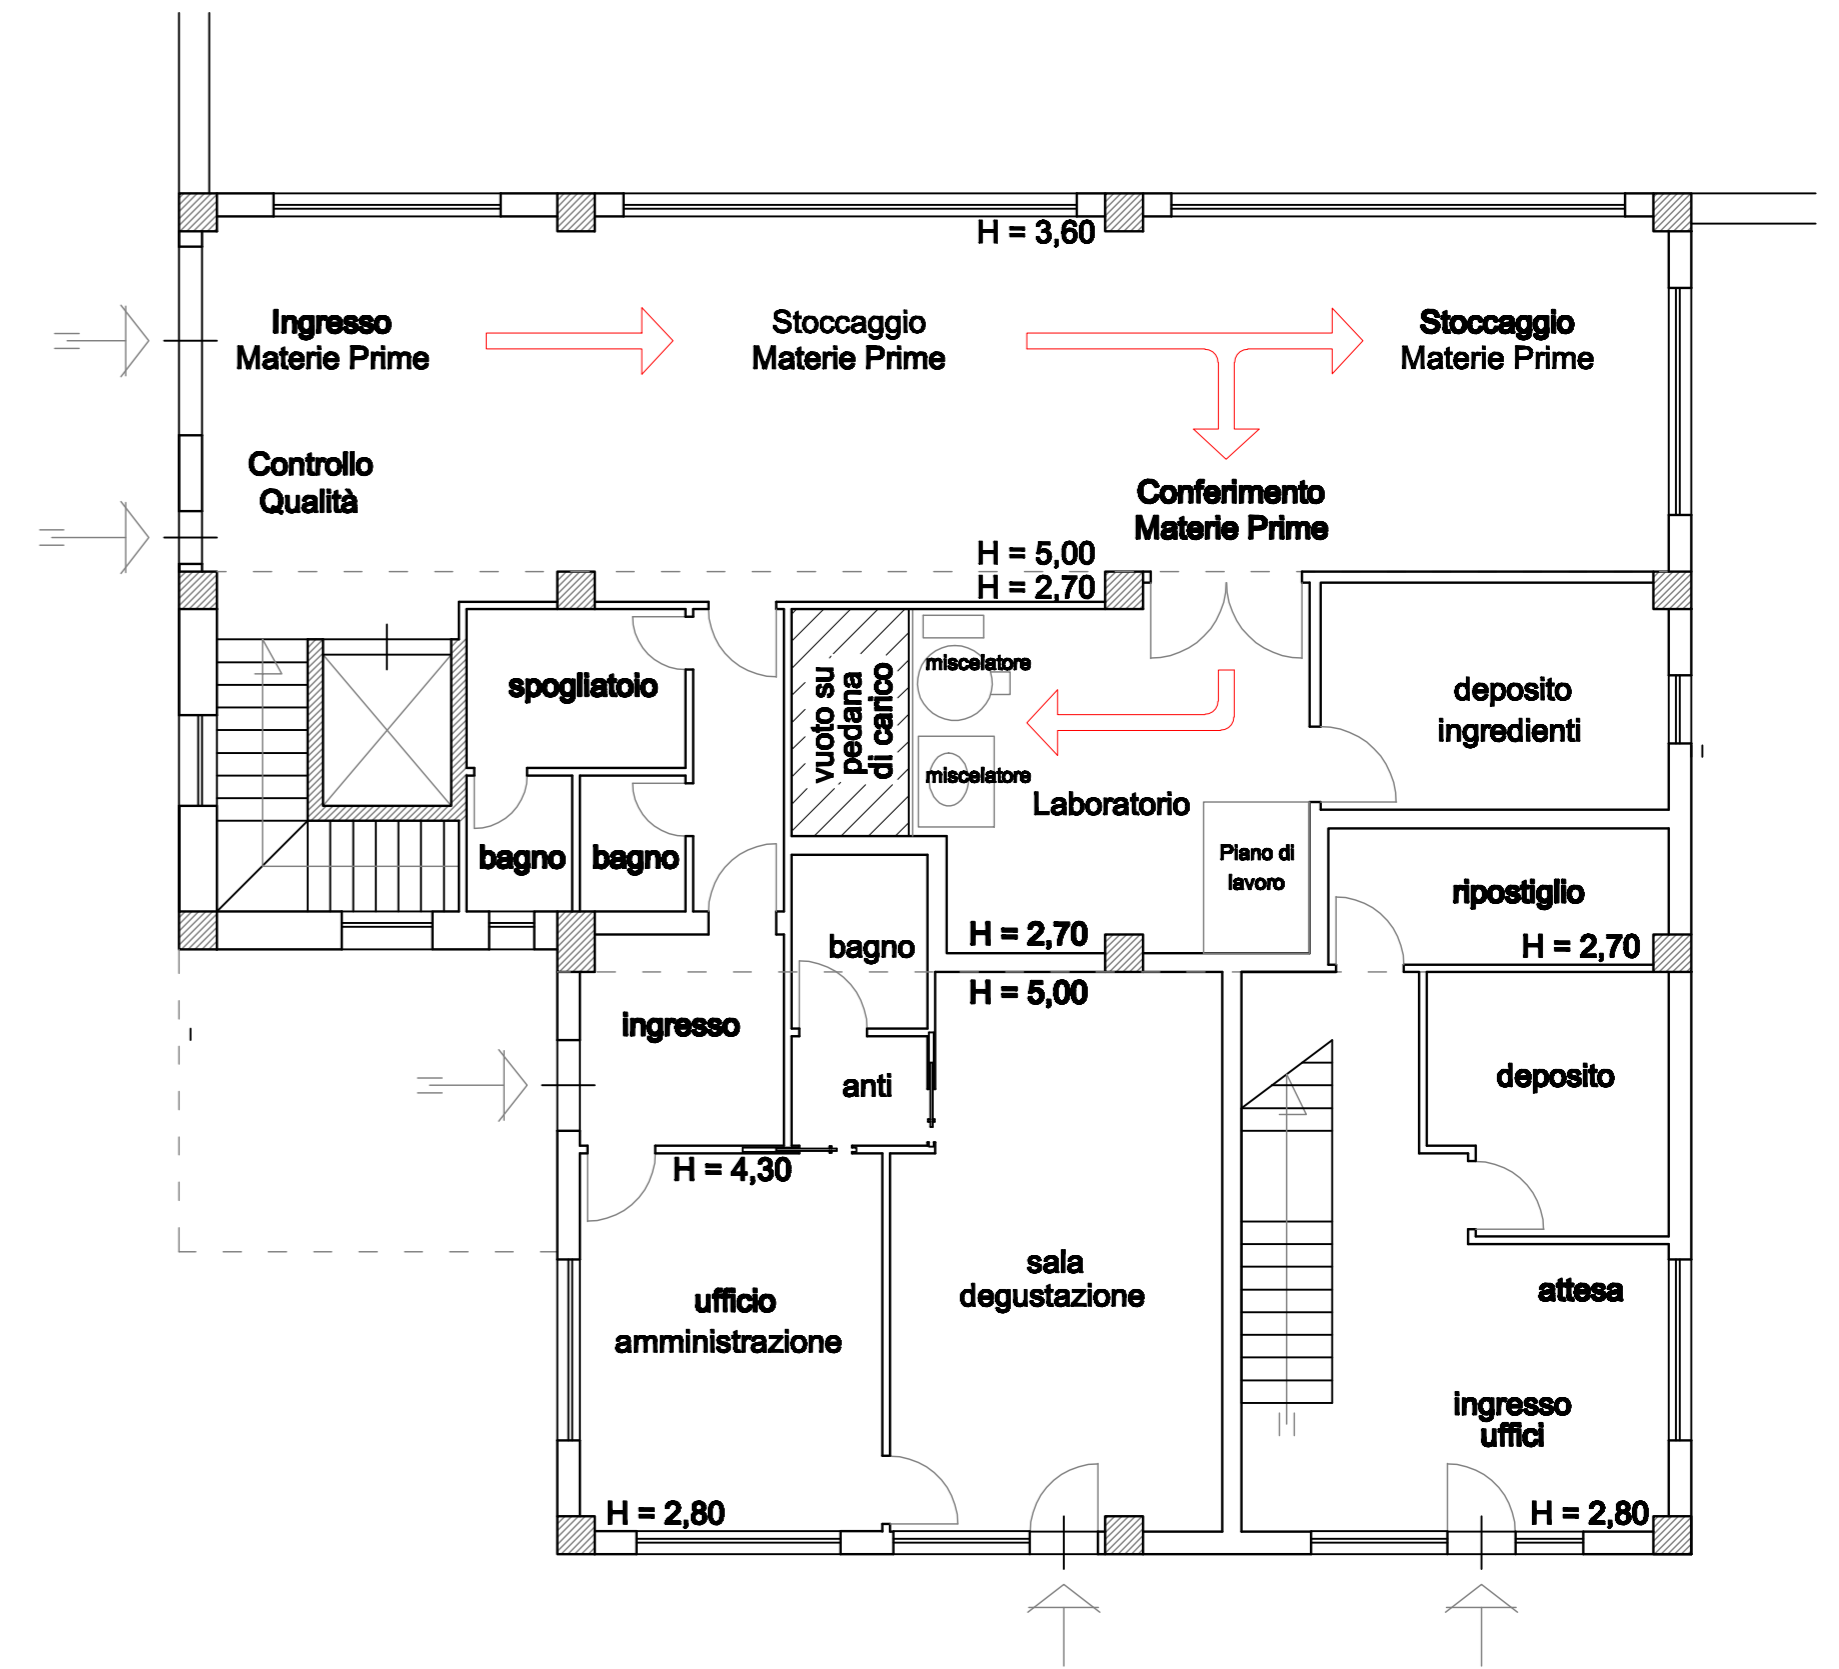 H = 3,60
Ingresso
Materie Prime
Stoccaggio
Materie Prime
Stoccaggio
Materie Prime
Controllo
Qualità
Conferimento
Materie Prime
H = 5,00
H = 2,70
spogliatoio
vuoto su
pedana
di carico
miscelatore
miscelatore
Laboratorio
deposito
ingredienti
Piano di
lavoro
bagno
bagno
ripostiglio
H = 2,70
bagno
H = 2,70
H = 5,00
ingresso
anti
deposito
H = 4,30
sala
degustazione
ufficio
amministrazione
attesa
ingresso
uffici
H = 2,80
H = 2,80